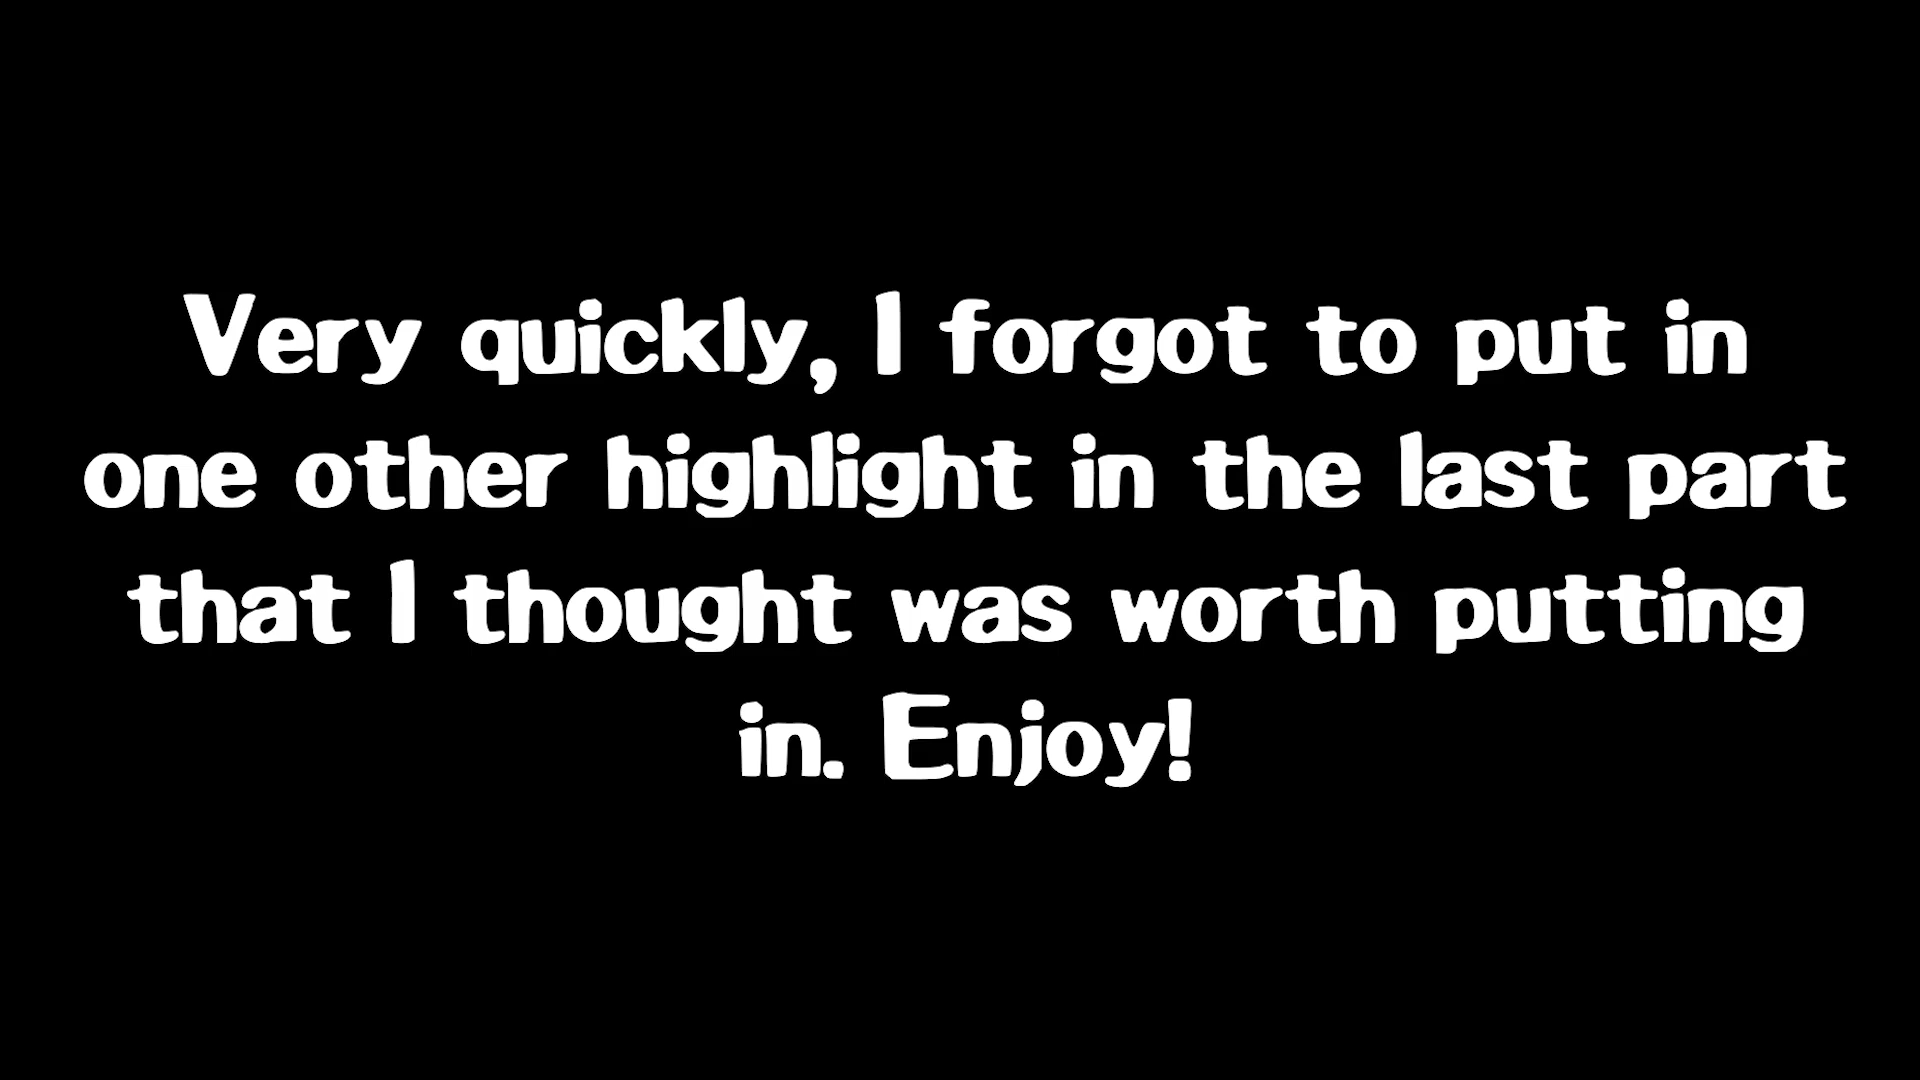 Very quickly, I forgot to put in
one other highlight in the last part
that I thought was worth putting
in. Enjoy!